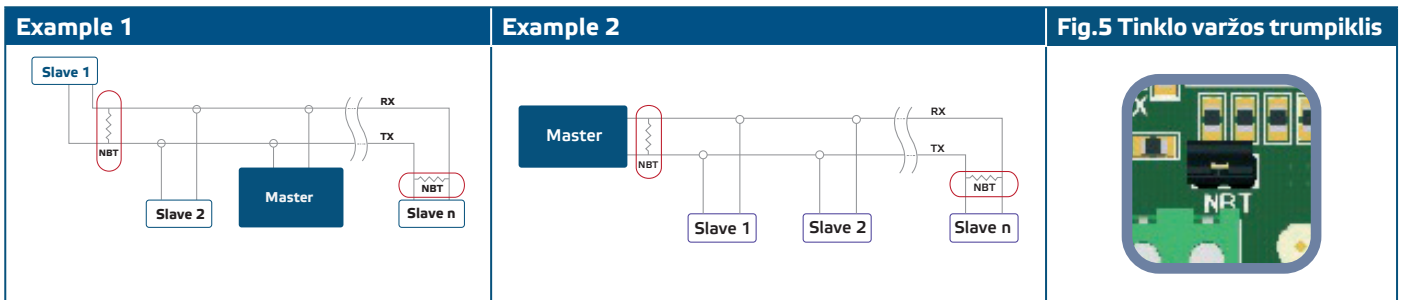 Example 1
Example 2
Fig.5 Tinklo varžos trumpiklis
Slave 1
RX
TX
NBT
NBT
Slave 2
Master
Slave n
Master
RX
TX
NBT
NBT
Slave 1
Slave 2
Slave n
X
NBT